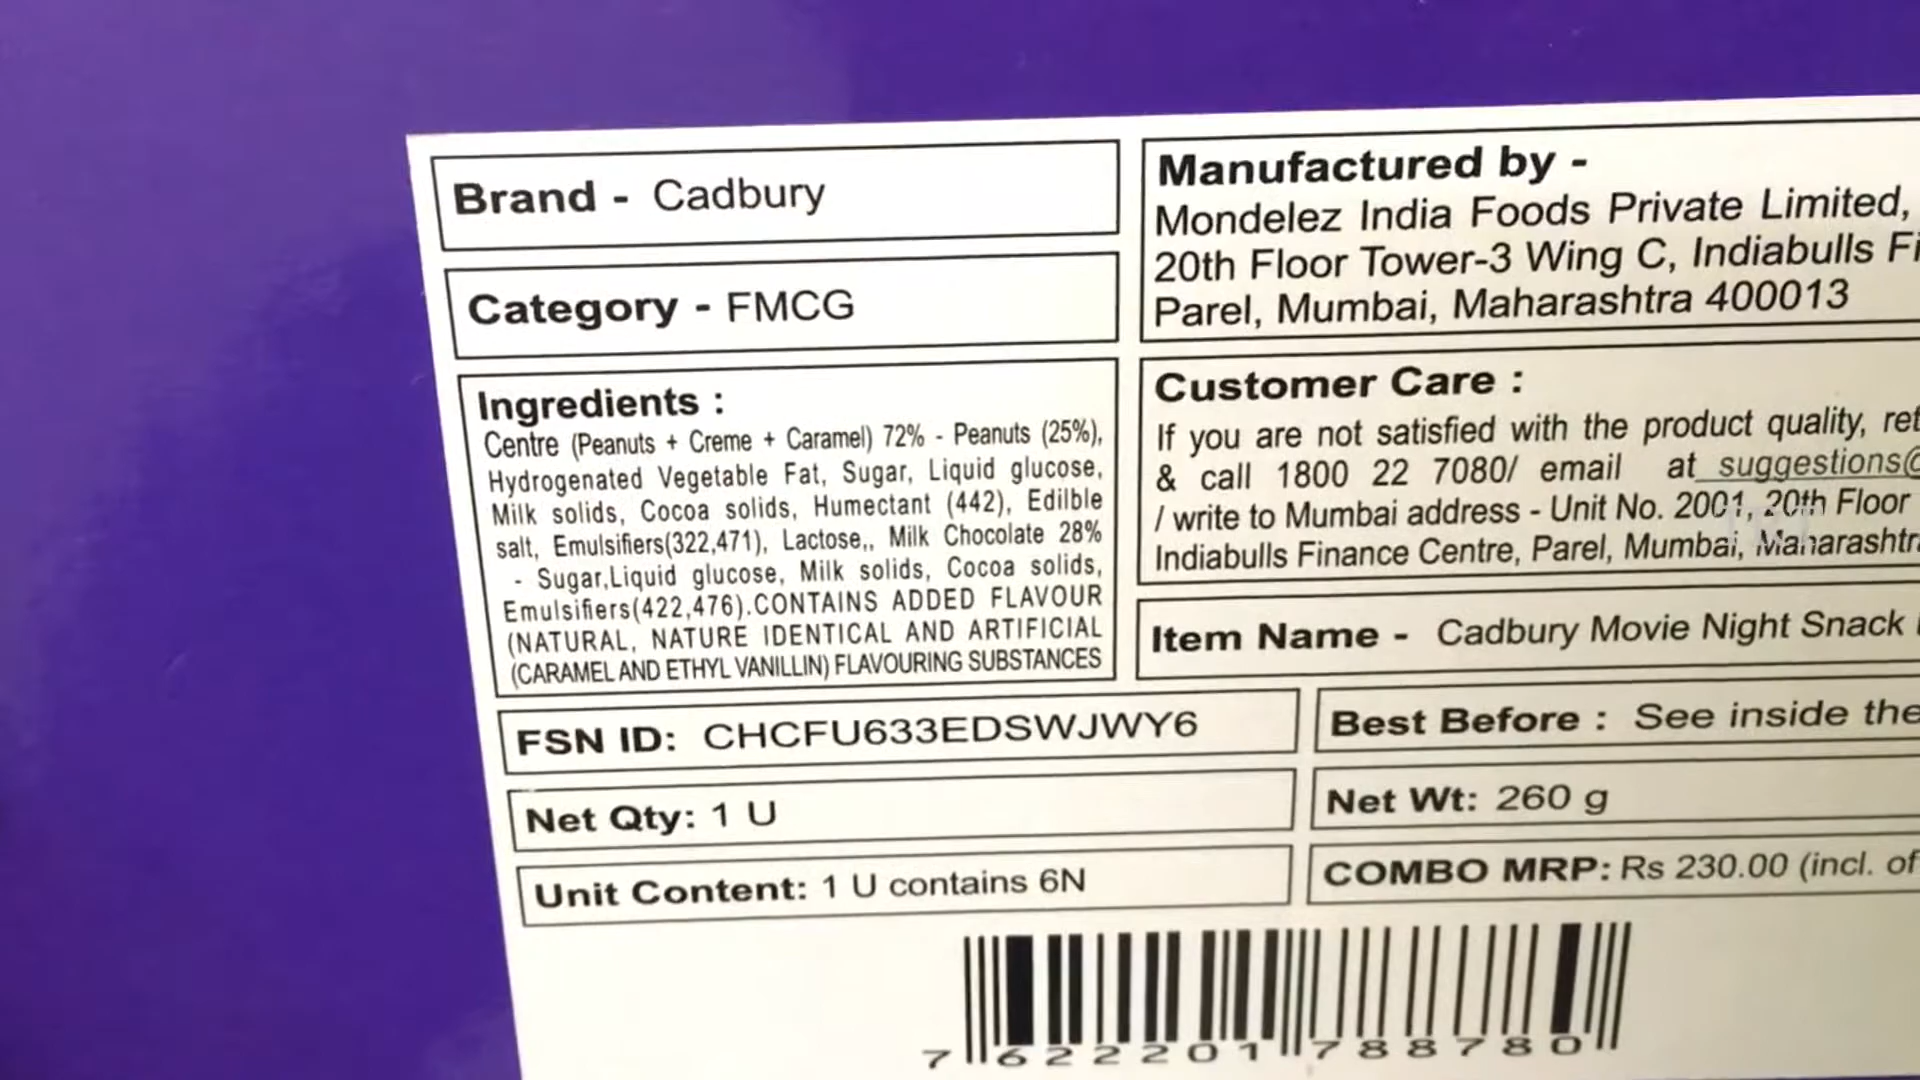 Brand - Cadbury
Category - FMCG
Ingredients :
Centre (Peanuts + Creme + Caramel) 72% - Peanuts (25%),
Hydrogenated Vegetable Fat, Sugar, Liquid glucose,
Milk solids, Cocoa solids, Humectant (442), Edilble
salt, Emulsifiers(322,471), Lactose,, Milk Chocolate 28%
- Sugar,Liquid glucose, Milk solids, Cocoa solids,
Emulsifiers(422,476).CONTAINS ADDED FLAVOUR
(NATURAL, NATURE IDENTICAL AND ARTIFICIAL
(CARAMEL AND ETHYL VANILLIN) FLAVOURING SUBSTANCES
Manufactured by -
Mondelez India Foods Private Limited,
20th Floor Tower-3 Wing C, Indiabulls
Parel, Mumbai, Maharashtra 400013
Customer Care :
If you are not satisfied with the product quality,
& call 1800 22 7080/ email at suggestions@
/ write to Mumbai address - Unit No. 2001, 20th Floor
Indiabulls Finance Centre, Parel, Mumbai, Maharashtra
Item Name - Cadbury Movie Night Snack
FSN ID: CHCFU633EDSWJWY6
Best Before : See inside the
Net Qty: 1 U
Net Wt: 260 g
Unit Content: 1 U contains 6N
COMBO MRP: Rs 230.00 (incl. of
7 622201 788780